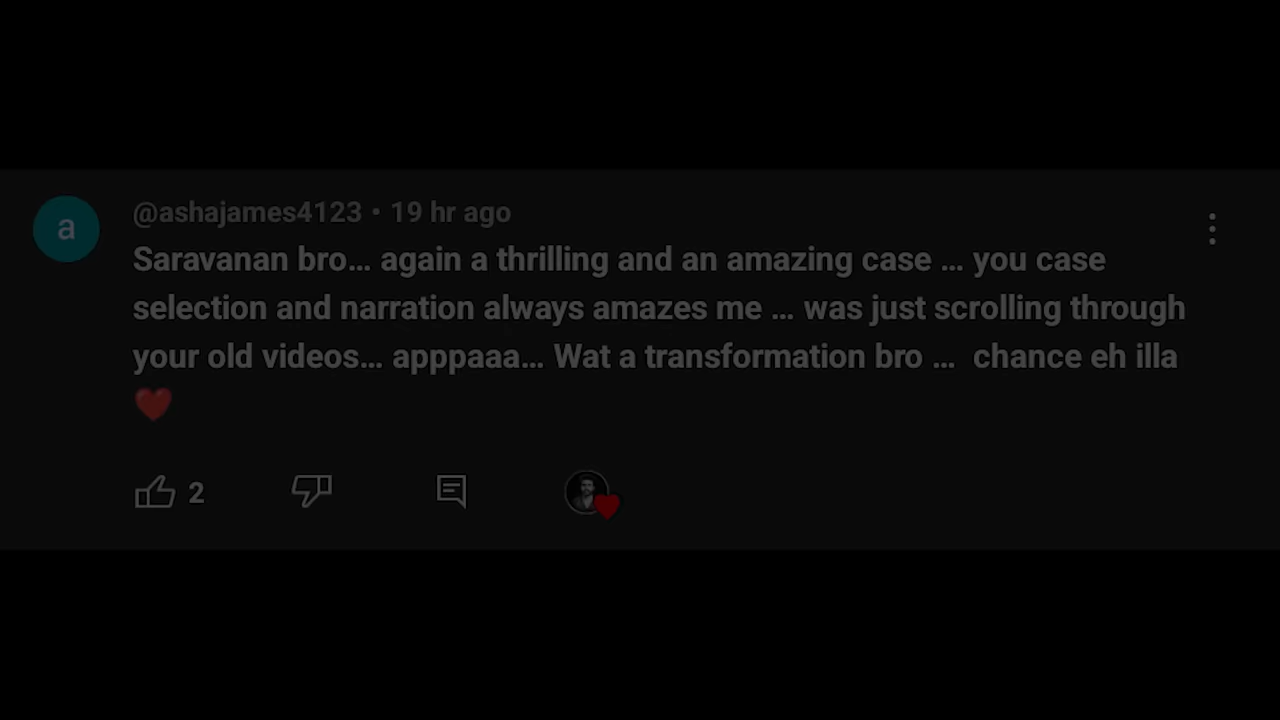 @ashajames4123 • 19 hr ago
Saravanan bro... again a thrilling and an amazing case ... you case
selection and narration always amazes me ... was just scrolling through
your old videos... apppaaa... Wat a transformation bro ...  chance eh illa
❤️
2
a